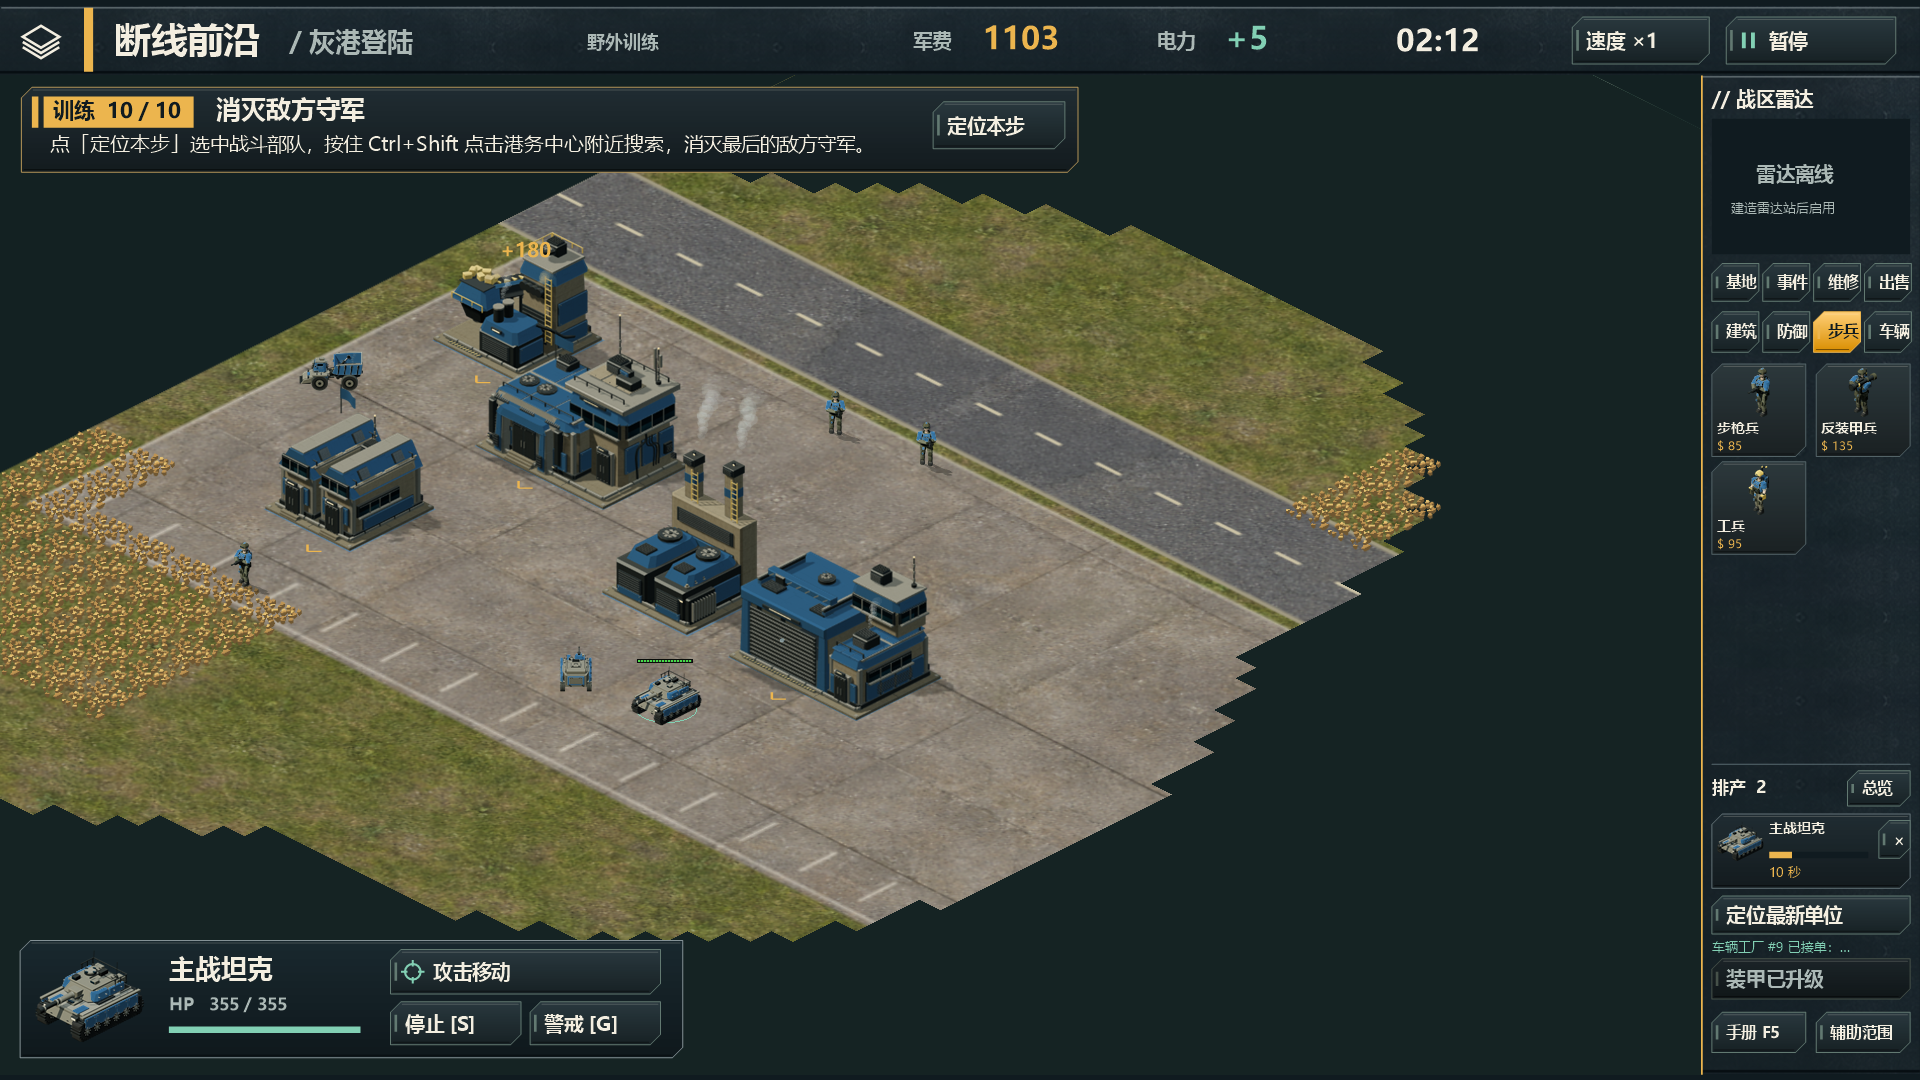 断线前沿 / 灰港登陆
野外训练
军费 1103
电力 +5
02:12
速度 ×1
暂停
训练 10 / 10 消灭敌方守军
点「定位本步」选中战斗部队，按住 Ctrl+Shift 点击港务中心附近搜索，消灭最后的敌方守军。
定位本步
+180
// 战区雷达
雷达离线
建造雷达站后启用
基地 事件 维修 出售
建筑 防御 步兵 车辆
步枪兵
$ 85
反装甲兵
$ 135
工兵
$ 95
排产 2
总览
主战坦克
10 秒
×
定位最新单位
车辆工厂 #9 已接单：...
装甲已升级
手册 F5
辅助范围
主战坦克
HP 355 / 355
攻击移动
停止 [S]
警戒 [G]